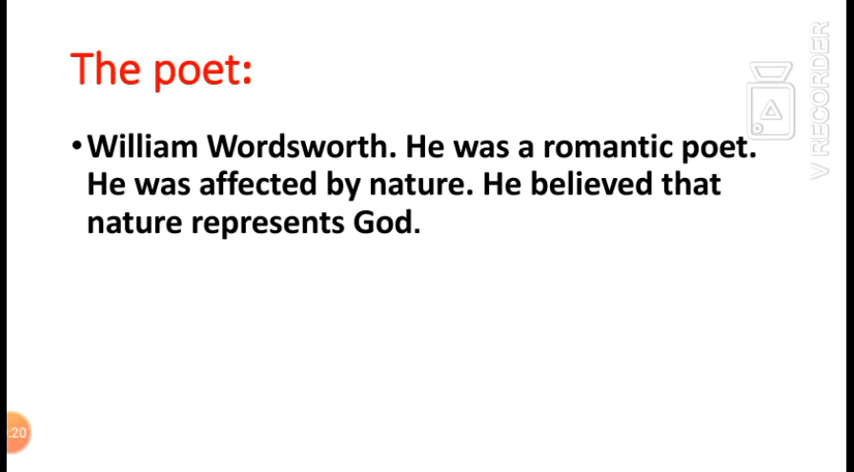 The poet:
•William Wordsworth. He was a romantic poet.
He was affected by nature. He believed that
nature represents God.
V RECORDER
:20